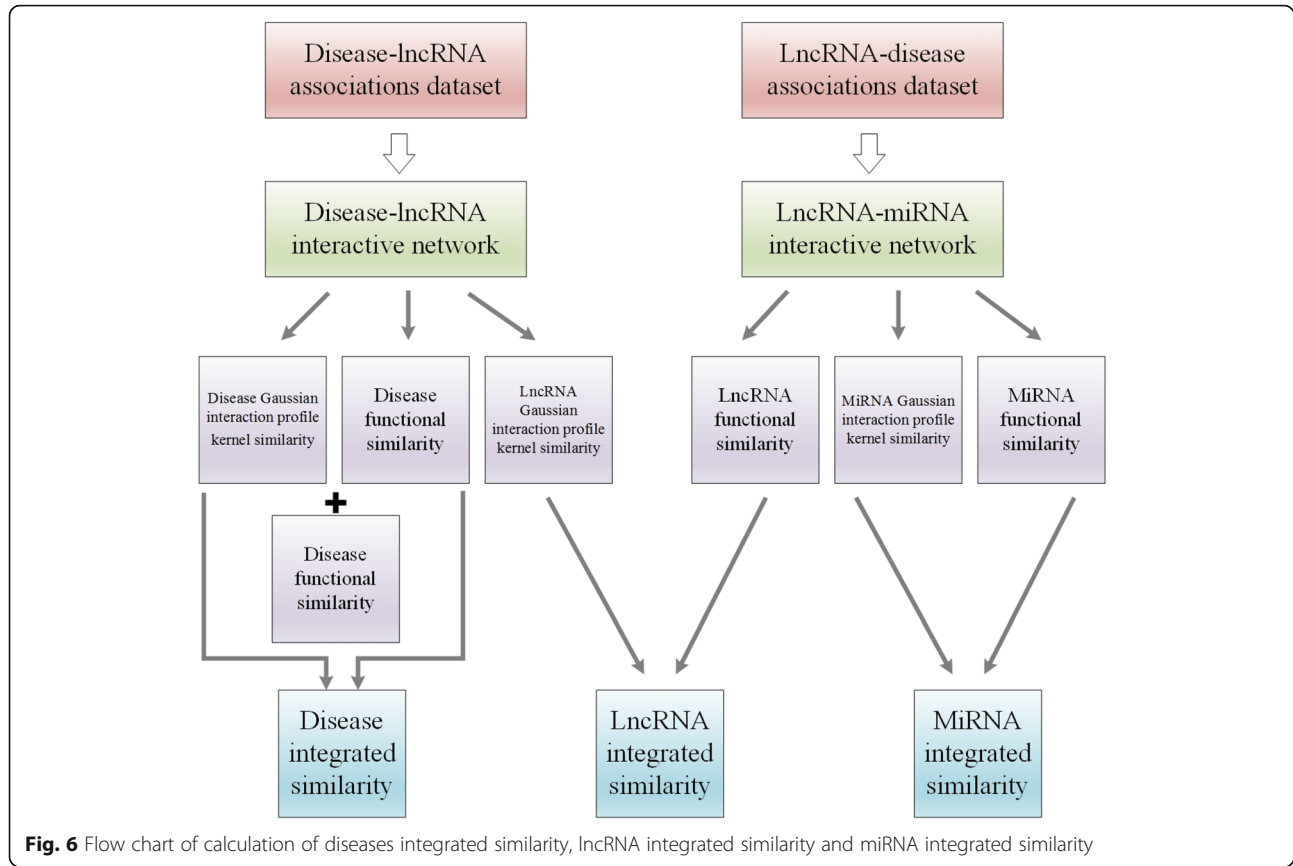 Disease-lncRNA
associations dataset
LncRNA-disease
associations dataset
Disease-lncRNA
interactive network
LncRNA-miRNA
interactive network
Disease Gaussian
interaction profile
kernel similarity
Disease
functional
similarity
LncRNA
Gaussian
interaction profile
kernel similarity
LncRNA
functional
similarity
MiRNA Gaussian
interaction profile
kernel similarity
MiRNA
functional
similarity
+
Disease
functional
similarity
Disease
integrated
similarity
LncRNA
integrated
similarity
MiRNA
integrated
similarity
Fig. 6 Flow chart of calculation of diseases integrated similarity, lncRNA integrated similarity and miRNA integrated similarity